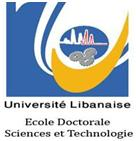 Université Libanaise
Ecole Doctorale
Sciences et Technologie